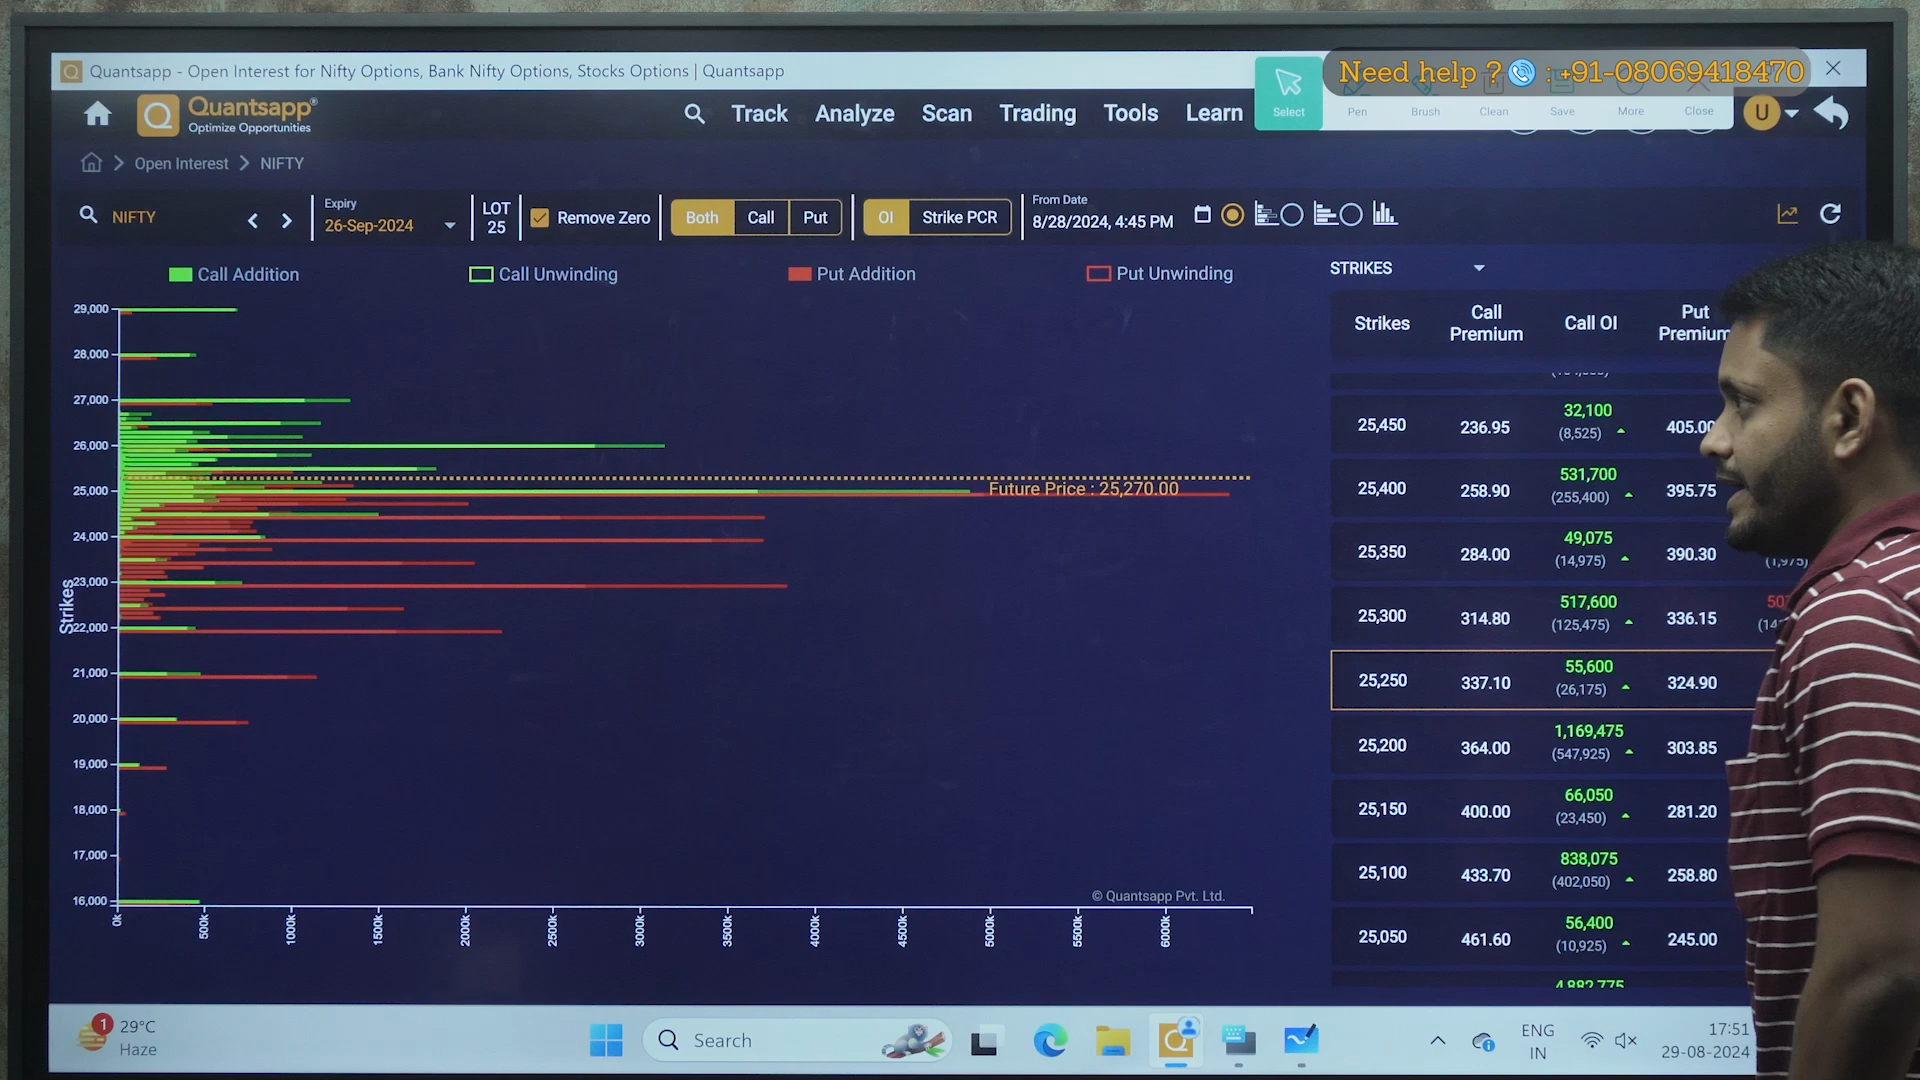 Quantsapp - Open Interest for Nifty Options, Bank Nifty Options, Stocks Options | Quantsapp
Need help ? : +91-08069418470
Select
Pen
Brush
Clean
Save
More
Close
Quantsapp®
Optimize Opportunities
Track
Analyze
Scan
Trading
Tools
Learn
U
Open Interest
NIFTY
NIFTY
Expiry
26-Sep-2024
LOT
25
Remove Zero
Both
Call
Put
OI
Strike PCR
From Date
8/28/2024, 4:45 PM
Call Addition
Call Unwinding
Put Addition
Put Unwinding
29,000
28,000
27,000
26,000
25,000
24,000
23,000
22,000
21,000
20,000
19,000
18,000
17,000
16,000
Strikes
Future Price : 25,270.00
© Quantsapp Pvt. Ltd.
0k
500k
1000k
1500k
2000k
2500k
3000k
3500k
4000k
4500k
5000k
5500k
6000k
STRIKES
Strikes
Call
Premium
Call OI
Put
Premium
25,450
236.95
32,100
(8,525)
405.00
25,400
258.90
531,700
(255,400)
395.75
25,350
284.00
49,075
(14,975)
390.30
(1,975)
25,300
314.80
517,600
(125,475)
336.15
25,250
337.10
55,600
(26,175)
324.90
25,200
364.00
1,169,475
(547,925)
303.85
25,150
400.00
66,050
(23,450)
281.20
25,100
433.70
838,075
(402,050)
258.80
25,050
461.60
56,400
(10,925)
245.00
4,882,775
1
29°C
Haze
Search
ENG
IN
17:51
29-08-2024